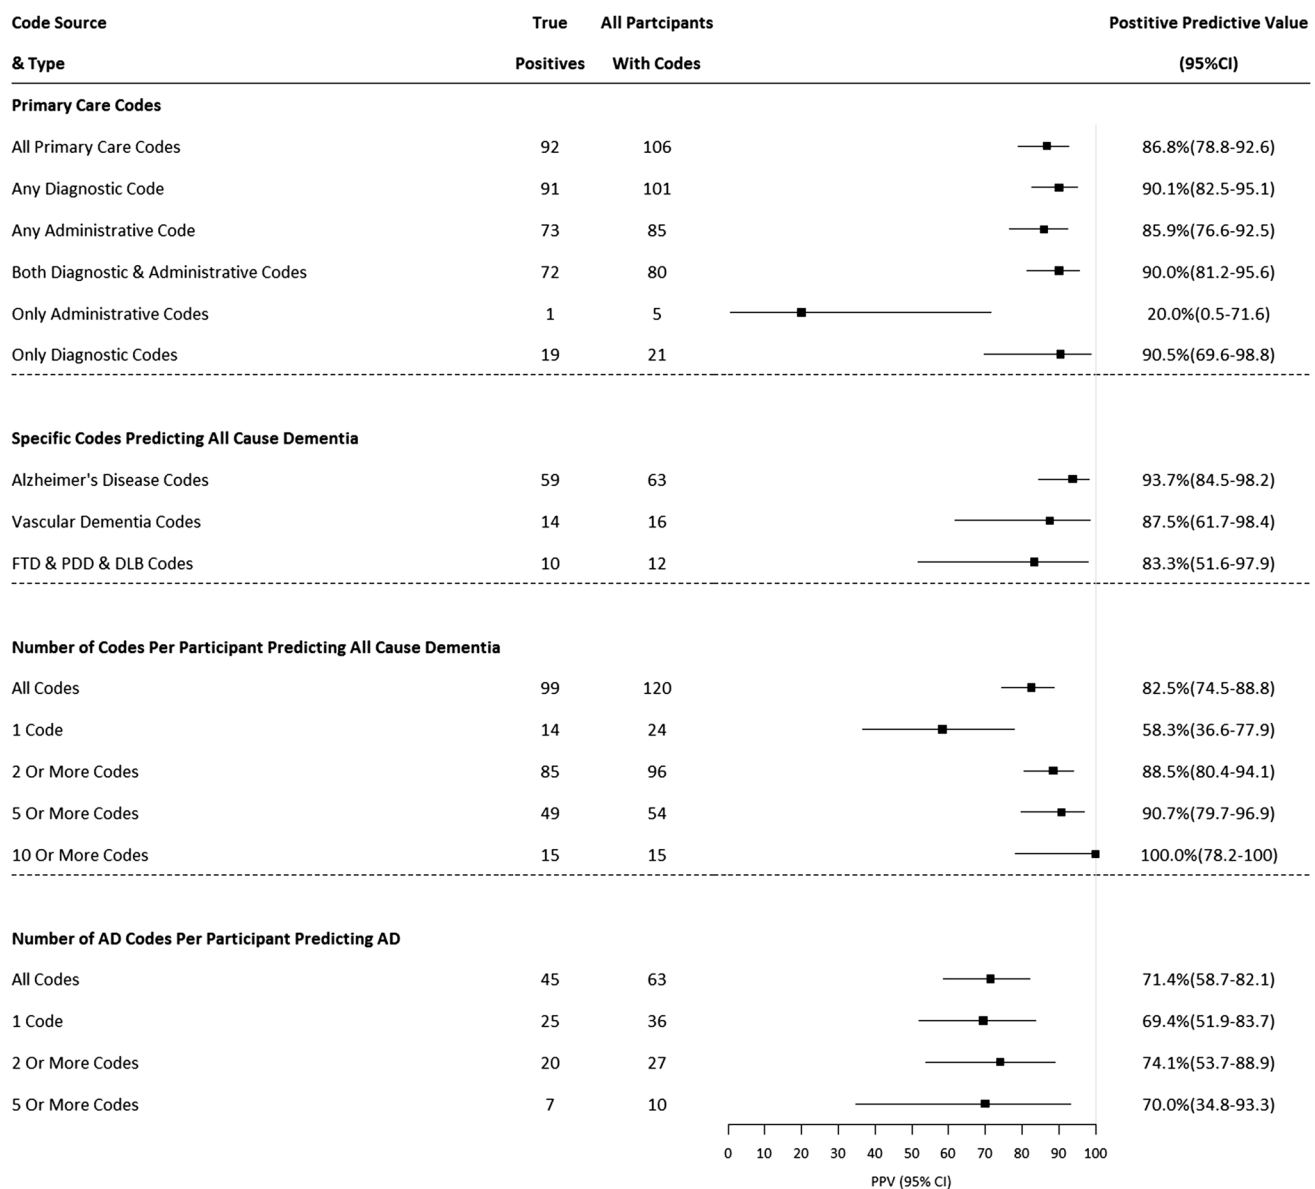 Code Source True All Partcipants Postitive Predictive Value
& Type Positives With Codes (95%CI)
Primary Care Codes
All Primary Care Codes 92 106 86.8%(78.8-92.6)
Any Diagnostic Code 91 101 90.1%(82.5-95.1)
Any Administrative Code 73 85 85.9%(76.6-92.5)
Both Diagnostic & Administrative Codes 72 80 90.0%(81.2-95.6)
Only Administrative Codes 1 5 20.0%(0.5-71.6)
Only Diagnostic Codes 19 21 90.5%(69.6-98.8)
Specific Codes Predicting All Cause Dementia
Alzheimer's Disease Codes 59 63 93.7%(84.5-98.2)
Vascular Dementia Codes 14 16 87.5%(61.7-98.4)
FTD & PDD & DLB Codes 10 12 83.3%(51.6-97.9)
Number of Codes Per Participant Predicting All Cause Dementia
All Codes 99 120 82.5%(74.5-88.8)
1 Code 14 24 58.3%(36.6-77.9)
2 Or More Codes 85 96 88.5%(80.4-94.1)
5 Or More Codes 49 54 90.7%(79.7-96.9)
10 Or More Codes 15 15 100.0%(78.2-100)
Number of AD Codes Per Participant Predicting AD
All Codes 45 63 71.4%(58.7-82.1)
1 Code 25 36 69.4%(51.9-83.7)
2 Or More Codes 20 27 74.1%(53.7-88.9)
5 Or More Codes 7 10 70.0%(34.8-93.3)
0 10 20 30 40 50 60 70 80 90 100
PPV (95% CI)